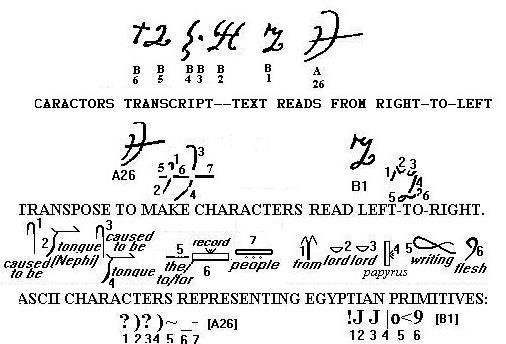 B 6 B 5 B 4 B 3 B 2 B 1 A 26
CARACTORS TRANSCRIPT--TEXT READS FROM RIGHT-TO-LEFT
A26 5 1 6 3 7 2 4 B1 1 2 3 4 5 6
TRANSPOSE TO MAKE CHARACTERS READ LEFT-TO-RIGHT.
1 caused to be 2 tongue (Nephi) 3 caused to be 4 tongue 5 the/ to/for record 6 7 people 1 from 2 lord 3 lord 4 papyrus 5 writing 6 flesh
ASCII CHARACTERS REPRESENTING EGYPTIAN PRIMITIVES:
?)?)~_- [A26] !JJ|o<9 [B1]
1 2 3 4 5 6 7 1 2 3 4 5 6